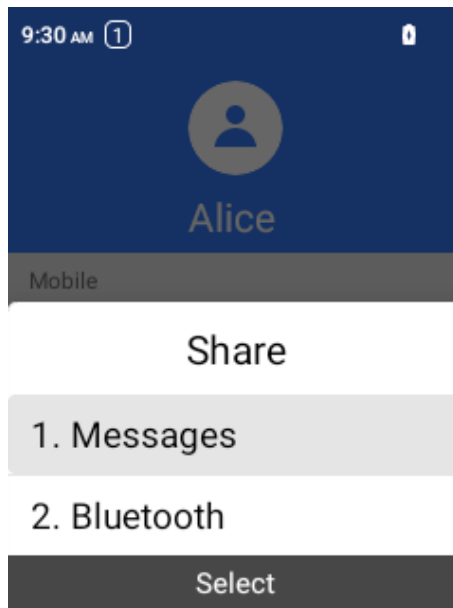 9:30 AM 1
Alice
Mobile
Share
1. Messages
2. Bluetooth
Select